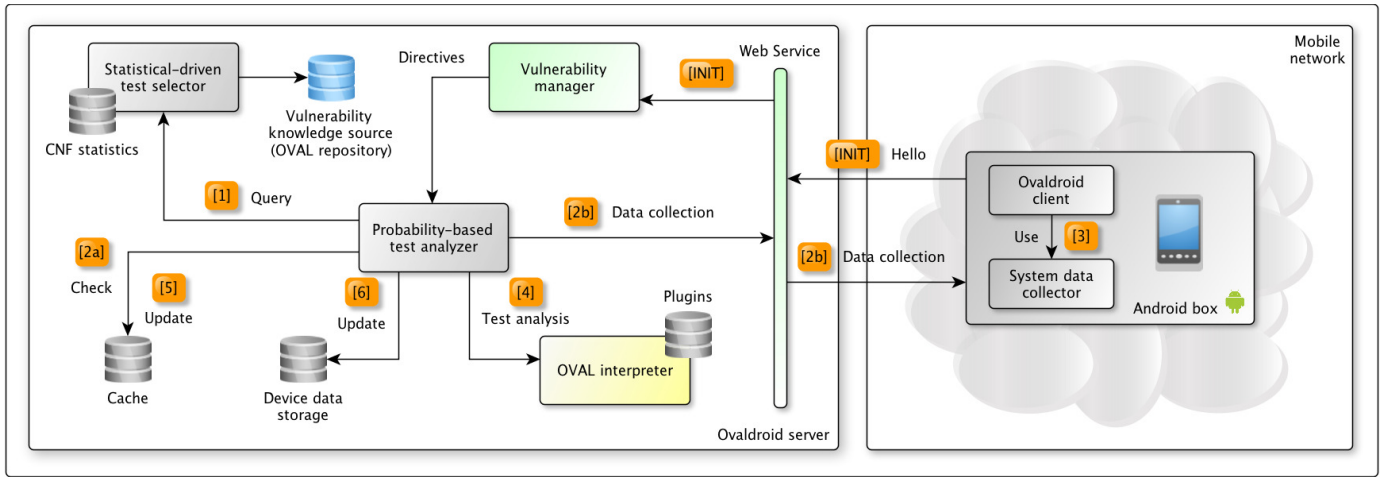 Statistical-driven
test selector
CNF statistics
Vulnerability
knowledge source
(OVAL repository)
Directives
Vulnerability
manager
[INIT]
Web Service
Mobile
network
[INIT] Hello
[1] Query
Probability-based
test analyzer
[2b] Data collection
[2b] Data collection
Ovaldroid
client
Use [3]
System data
collector
Android box
[2a]
Check
[5]
Update
[6]
Update
[4]
Test analysis
Plugins
OVAL interpreter
Cache
Device data
storage
Ovaldroid server